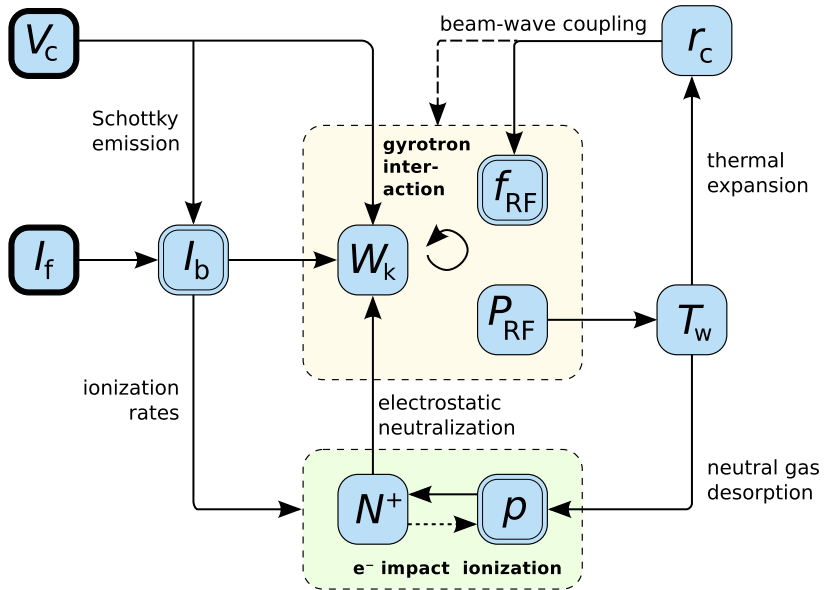 beam-wave coupling
V_c
r_c
Schottky
emission
gyrotron
inter-
action
f_RF
thermal
expansion
I_f
I_b
W_k
P_RF
T_w
ionization
rates
electrostatic
neutralization
neutral gas
desorption
N⁺
p
e⁻ impact ionization